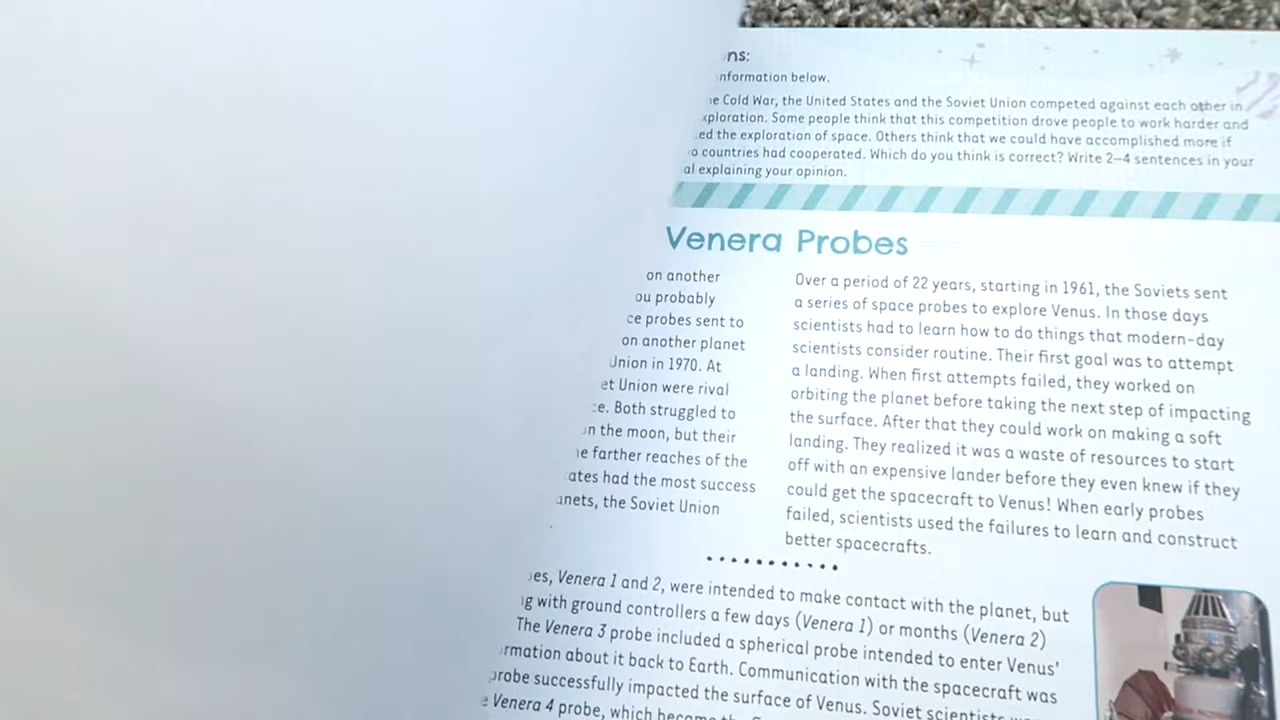 ns:
nformation below.
e Cold War, the United States and the Soviet Union competed against each other in
xploration. Some people think that this competition drove people to work harder and
ed the exploration of space. Others think that we could have accomplished more if
o countries had cooperated. Which do you think is correct? Write 2–4 sentences in your
al explaining your opinion.
Venera Probes
on another
ou probably
ce probes sent to
on another planet
Union in 1970. At
et Union were rival
ce. Both struggled to
n the moon, but their
e farther reaches of the
ates had the most success
anets, the Soviet Union
Over a period of 22 years, starting in 1961, the Soviets sent
a series of space probes to explore Venus. In those days
scientists had to learn how to do things that modern-day
scientists consider routine. Their first goal was to attempt
a landing. When first attempts failed, they worked on
orbiting the planet before taking the next step of impacting
the surface. After that they could work on making a soft
landing. They realized it was a waste of resources to start
off with an expensive lander before they even knew if they
could get the spacecraft to Venus! When early probes
failed, scientists used the failures to learn and construct
better spacecrafts.
es, Venera 1 and 2, were intended to make contact with the planet, but
g with ground controllers a few days (Venera 1) or months (Venera 2)
The Venera 3 probe included a spherical probe intended to enter Venus'
rmation about it back to Earth. Communication with the spacecraft was
probe successfully impacted the surface of Venus. Soviet scientists
e Venera 4 probe, which became